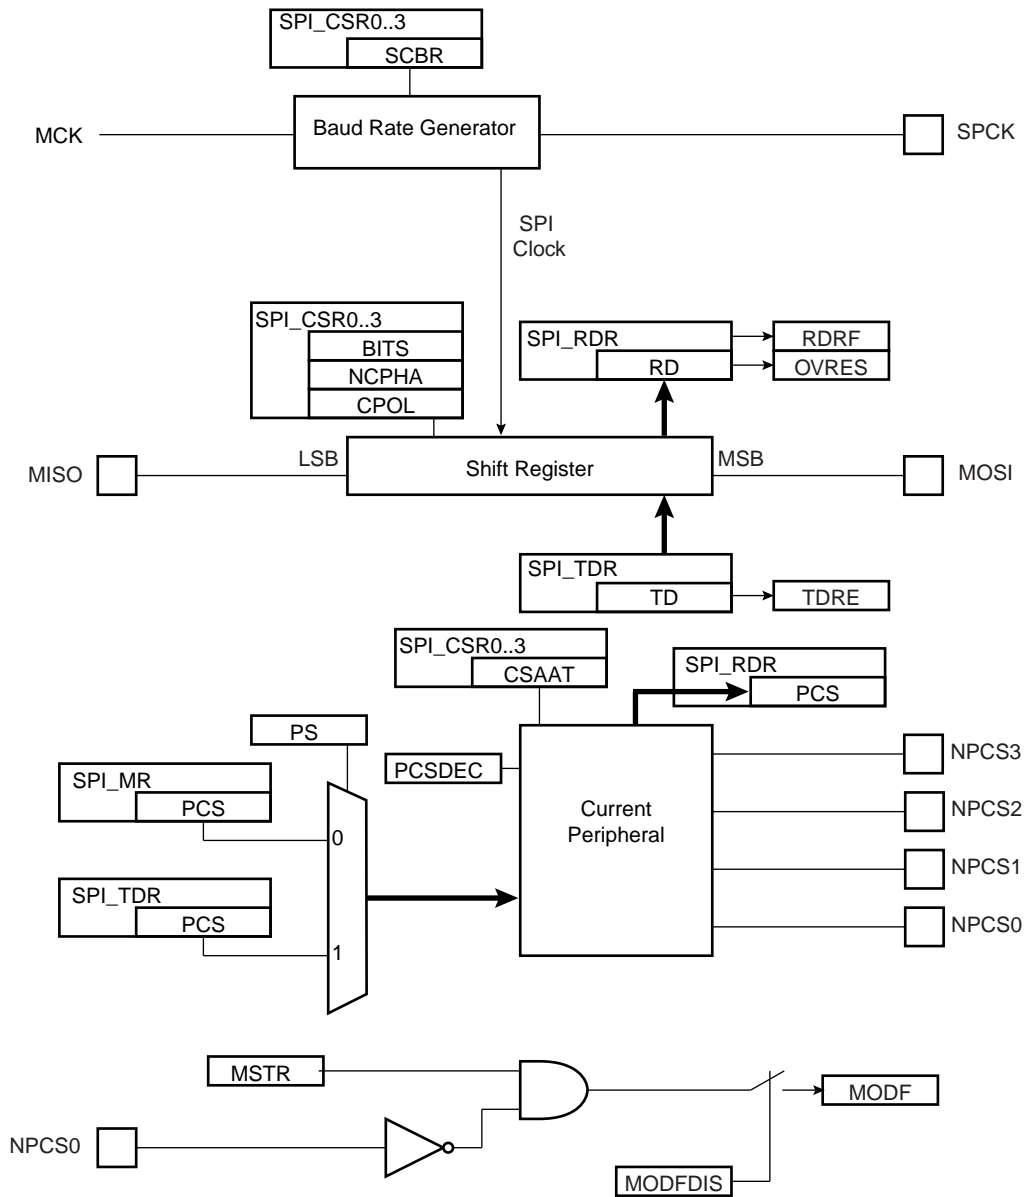 SPI_CSR0..3
SCBR
MCK
Baud Rate Generator
SPCK
SPI
Clock
SPI_CSR0..3
BITS
NCPHA
CPOL
SPI_RDR
RD
RDRF
OVRES
MISO
LSB
Shift Register
MSB
MOSI
SPI_TDR
TD
TDRE
SPI_CSR0..3
CSAAT
SPI_RDR
PCS
PS
PCSDEC
Current
Peripheral
NPCS3
NPCS2
NPCS1
NPCS0
SPI_MR
PCS
0
SPI_TDR
PCS
1
MSTR
MODF
NPCS0
MODFDIS